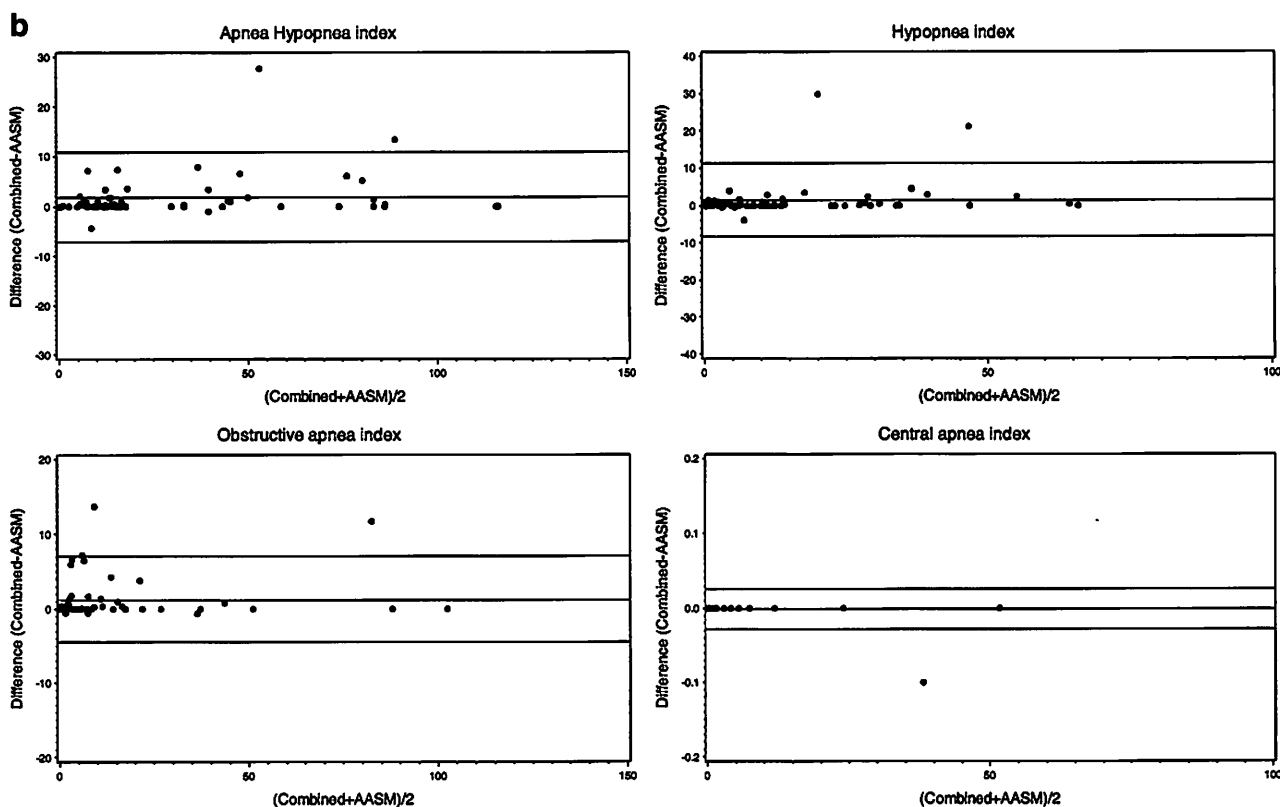 b
Apnea Hypopnea index
Difference (Combined-AASM)
30
20
10
0
-10
-20
-30
0 50 100 150
(Combined+AASM)/2
Hypopnea index
Difference (Combined-AASM)
40
30
20
10
0
-10
-20
-30
-40
0 50 100
(Combined+AASM)/2
Obstructive apnea index
Difference (Combined-AASM)
20
10
0
-10
-20
0 50 100 150
(Combined+AASM)/2
Central apnea index
Difference (Combined-AASM)
0.2
0.1
0.0
-0.1
-0.2
0 50 100
(Combined+AASM)/2